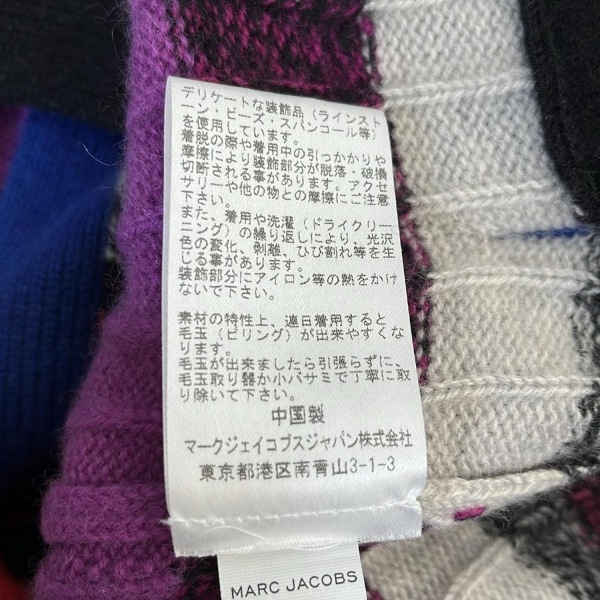 デリケートな装飾品（ラインスト
ーン・ビーズ・スパンコール等）
を使用しています。
着脱の際や着用中の引っかかりや
摩擦により装飾部分が脱落・破損
切断される事があります。アクセ
サリーや他の物との摩擦にご注意
下さい。
また、着用や洗濯（ドライクリー
ニング）の繰り返しにより、光沢
色の変化、剥離、ひび割れ等を生
じる事があります。
装飾部分にアイロン等の熱をかけ
ないで下さい。
素材の特性上、連日着用すると
毛玉（ピリング）が出来やすくな
ります。
毛玉が出来ましたら引張らずに、
毛玉取り器か小バサミで丁寧に取
り除いて下さい。
中国製
マークジェイコブスジャパン株式会社
東京都港区南青山3-1-3
MARC JACOBS